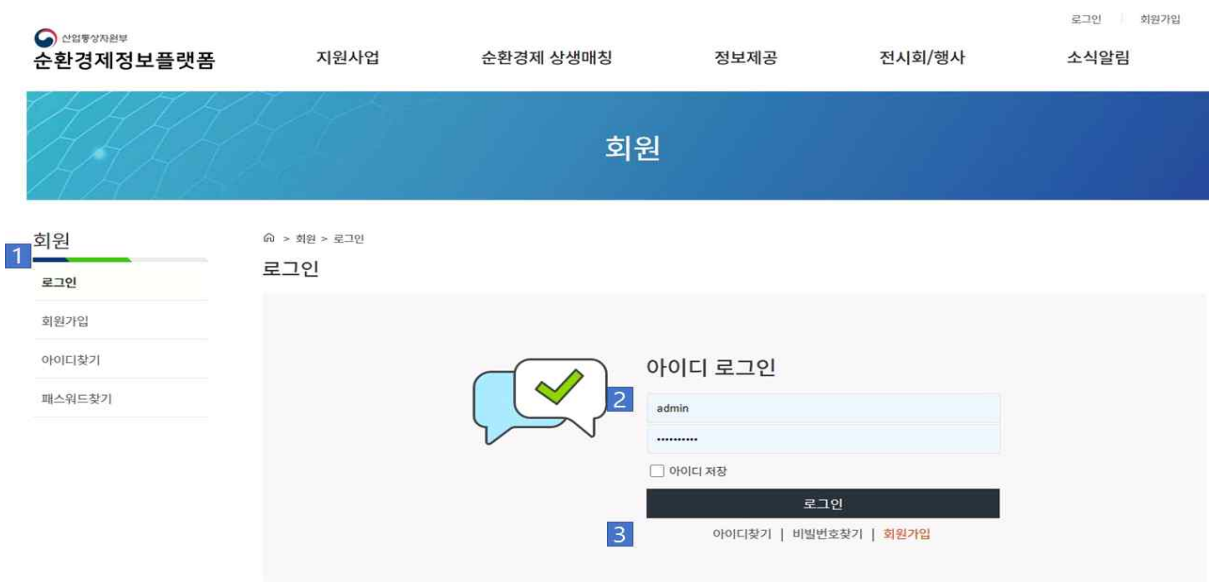 로그인 회원가입
산업통상자원부
순환경제정보플랫폼 지원사업 순환경제 상생매칭 정보제공 전시회/행사 소식알림
회원
1 회원
> 회원 > 로그인
로그인
로그인
회원가입
아이디찾기
패스워드찾기
아이디 로그인
2 admin
••••••••••
아이디 저장
로그인
3 아이디찾기 | 비빌번호찾기 | 회원가입